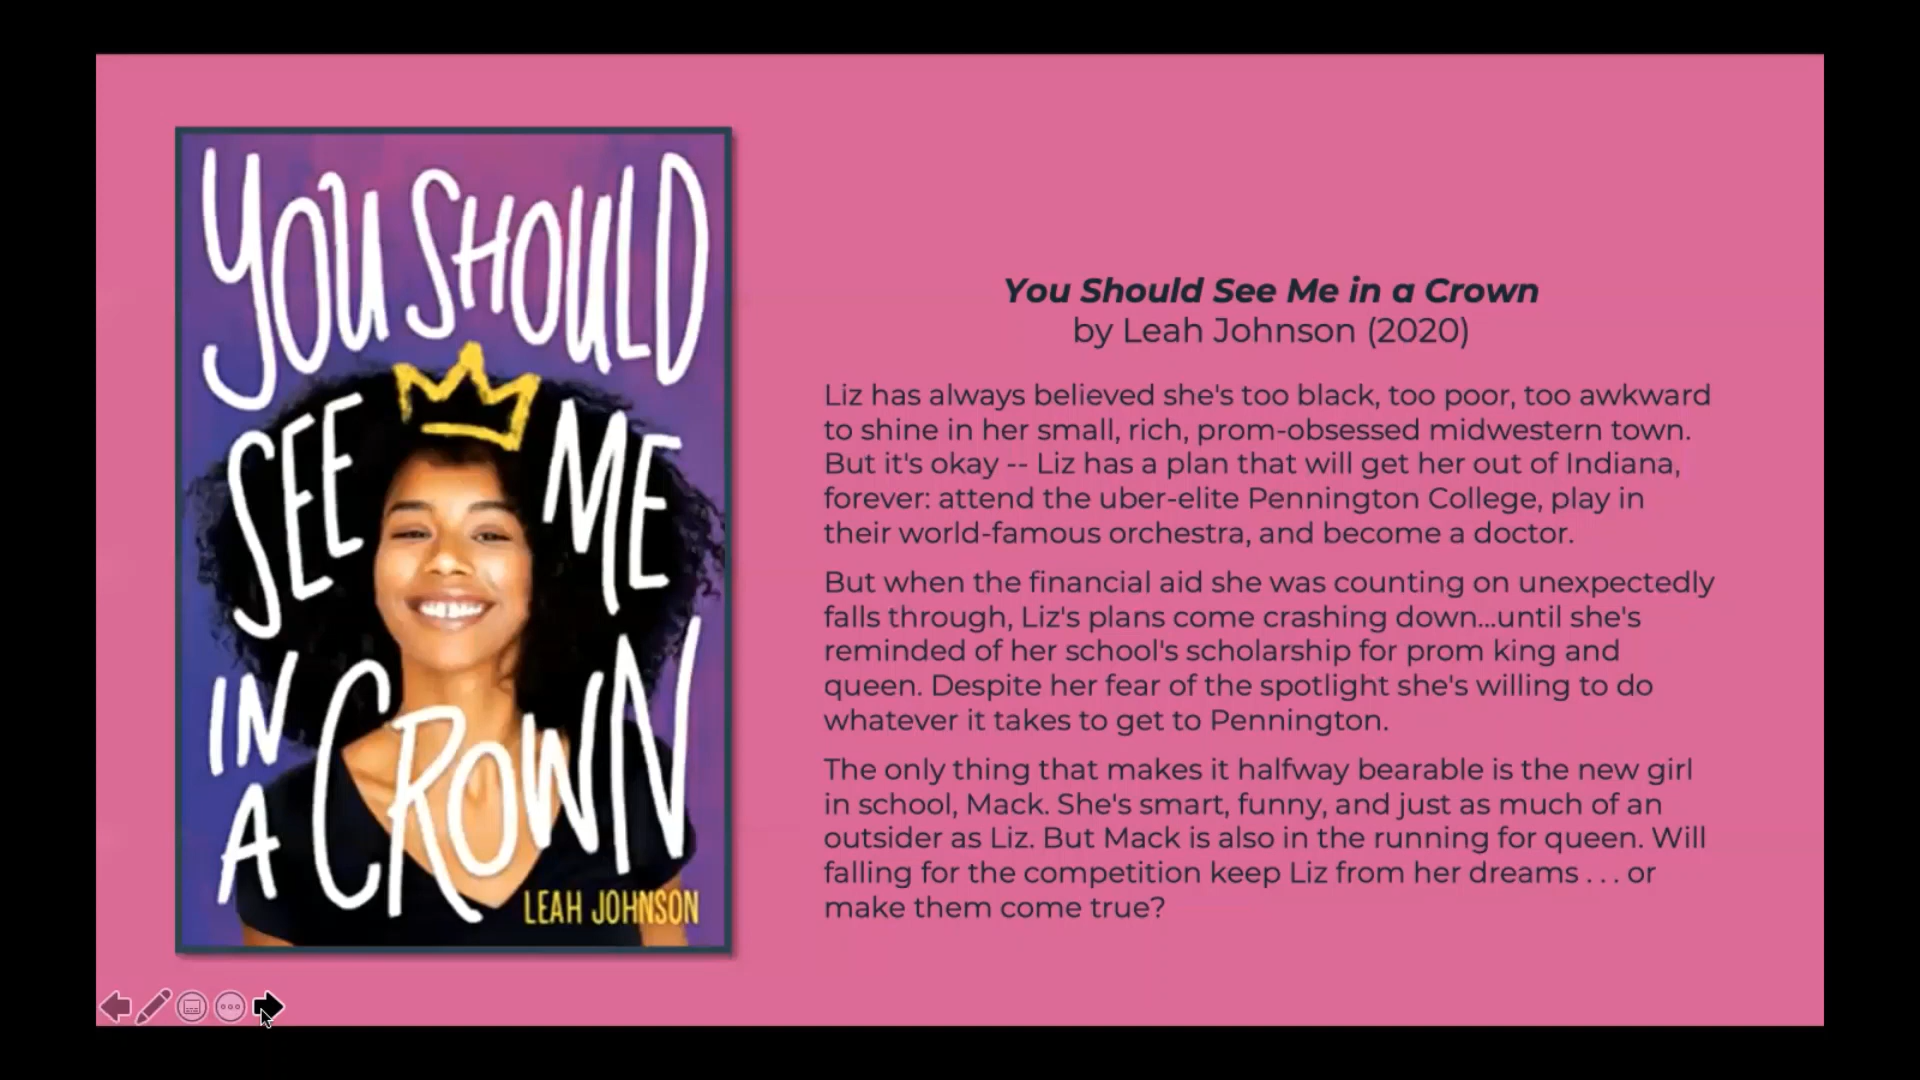 YOU SHOULD
SEE ME
IN
A CROWN
LEAH JOHNSON
You Should See Me in a Crown
by Leah Johnson (2020)
Liz has always believed she's too black, too poor, too awkward
to shine in her small, rich, prom-obsessed midwestern town.
But it's okay -- Liz has a plan that will get her out of Indiana,
forever: attend the uber-elite Pennington College, play in
their world-famous orchestra, and become a doctor.
But when the financial aid she was counting on unexpectedly
falls through, Liz's plans come crashing down...until she's
reminded of her school's scholarship for prom king and
queen. Despite her fear of the spotlight she's willing to do
whatever it takes to get to Pennington.
The only thing that makes it halfway bearable is the new girl
in school, Mack. She's smart, funny, and just as much of an
outsider as Liz. But Mack is also in the running for queen. Will
falling for the competition keep Liz from her dreams . . . or
make them come true?